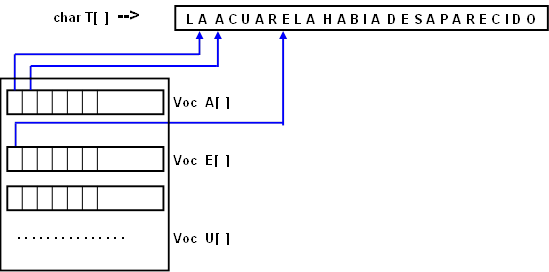 char T[ ] --> L A A C U A R E L A H A B I A D E S A P A R E C I D O
Voc A[ ]
Voc E[ ]
............... Voc U[ ]